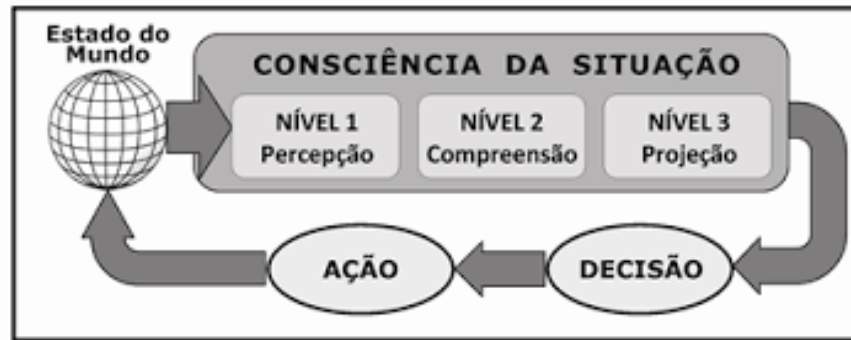 Estado do
Mundo
CONSCIÊNCIA DA SITUAÇÃO
NÍVEL 1
Percepção
NÍVEL 2
Compreensão
NÍVEL 3
Projeção
AÇÃO
DECISÃO